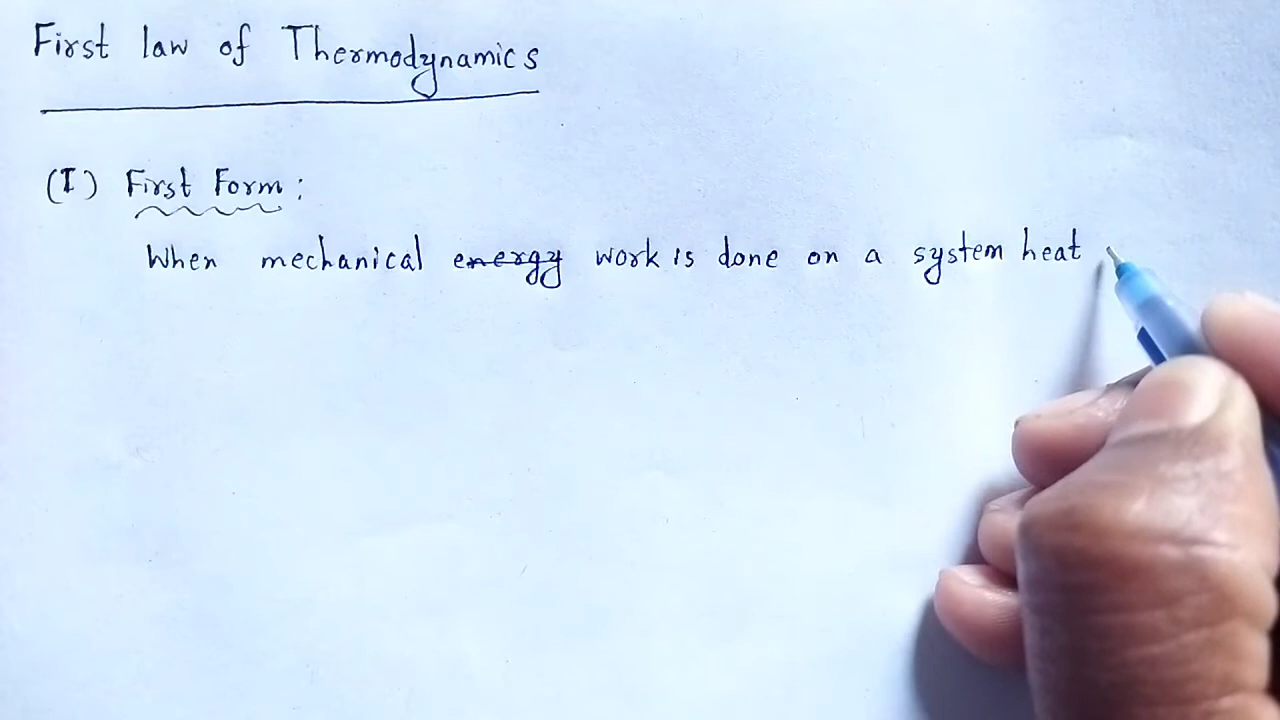 First law of Thermodynamics
(I) First Form:
When mechanical energy work is done on a system heat